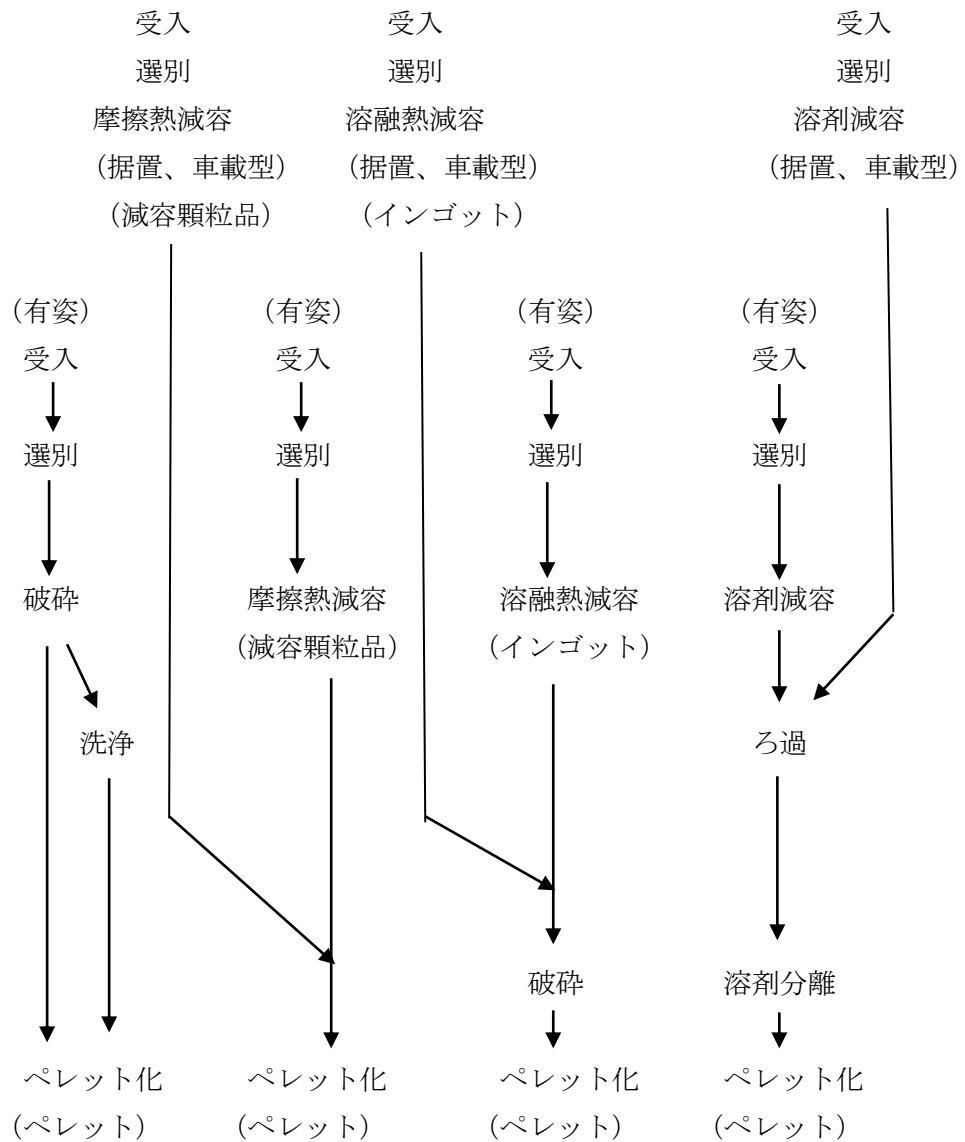 受入　受入　受入
選別　選別　選別
摩擦熱減容　溶融熱減容　溶剤減容
（据置、車載型）　（据置、車載型）　（据置、車載型）
（減容顆粒品）　（インゴット）
（有姿）　（有姿）　（有姿）　（有姿）
受入　受入　受入　受入
選別　選別　選別　選別
破砕　摩擦熱減容　溶融熱減容　溶剤減容
（減容顆粒品）　（インゴット）
洗浄　ろ過
破砕　溶剤分離
ペレット化　ペレット化　ペレット化　ペレット化
（ペレット）　（ペレット）　（ペレット）　（ペレット）